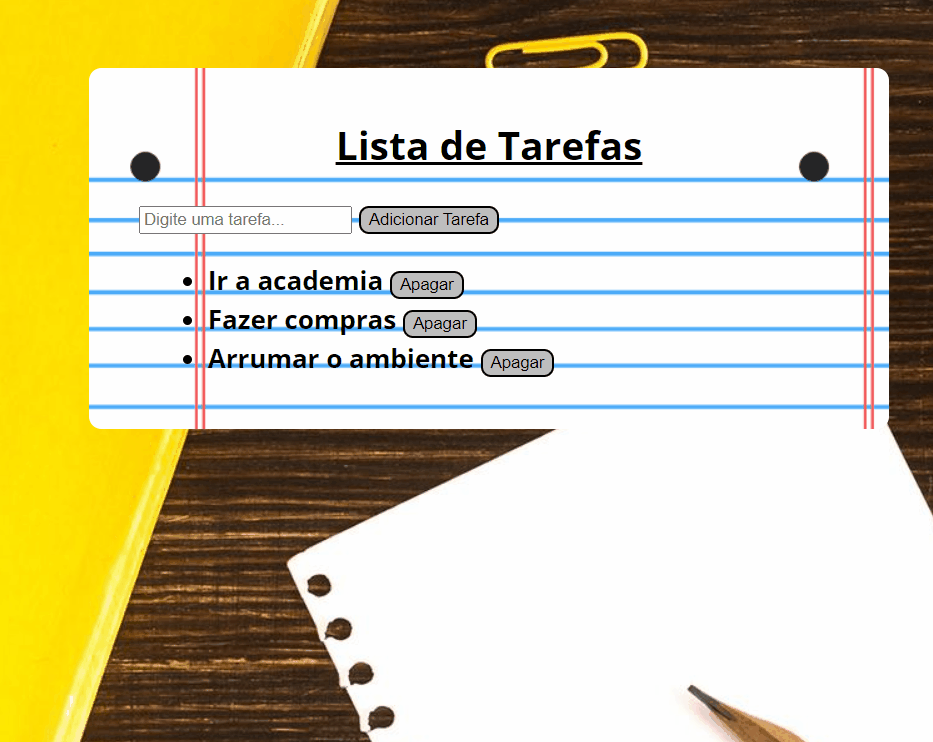 Lista de Tarefas
Digite uma tarefa... Adicionar Tarefa
Ir a academia Apagar
Fazer compras Apagar
Arrumar o ambiente Apagar